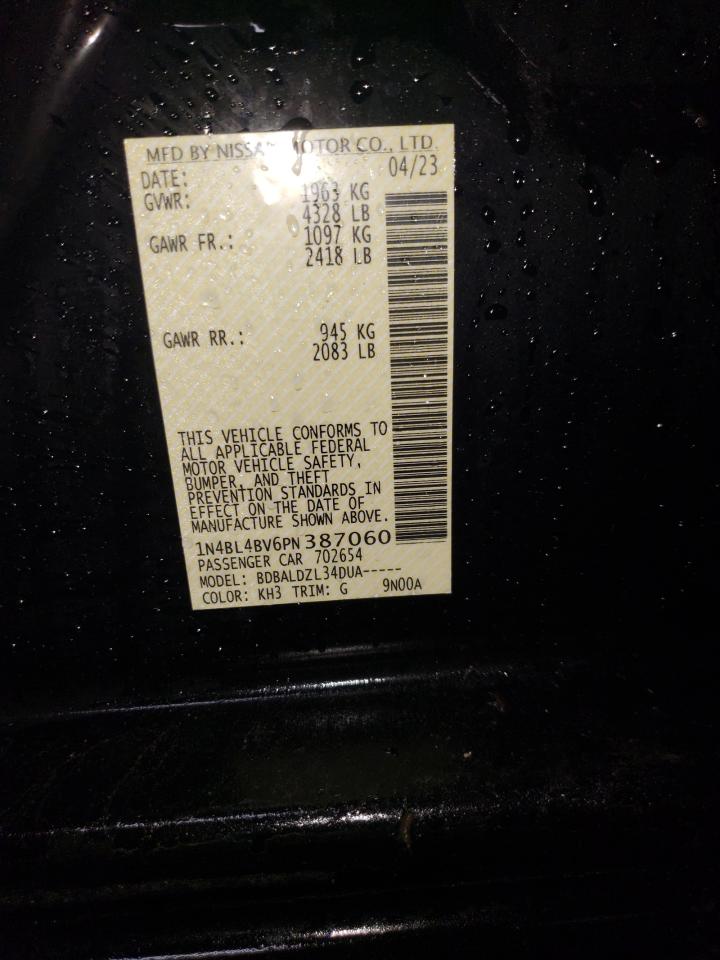 MFD BY NISSAN MOTOR CO., LTD.
DATE: 04/23
GVWR: 1963 KG
4328 LB
GAWR FR.: 1097 KG
2418 LB
GAWR RR.: 945 KG
2083 LB
THIS VEHICLE CONFORMS TO
ALL APPLICABLE FEDERAL
MOTOR VEHICLE SAFETY,
BUMPER, AND THEFT
PREVENTION STANDARDS IN
EFFECT ON THE DATE OF
MANUFACTURE SHOWN ABOVE.
1N4BL4BV6PN387060
PASSENGER CAR 702654
MODEL: BDBALDZL34DUA-----
COLOR: KH3 TRIM: G 9N00A